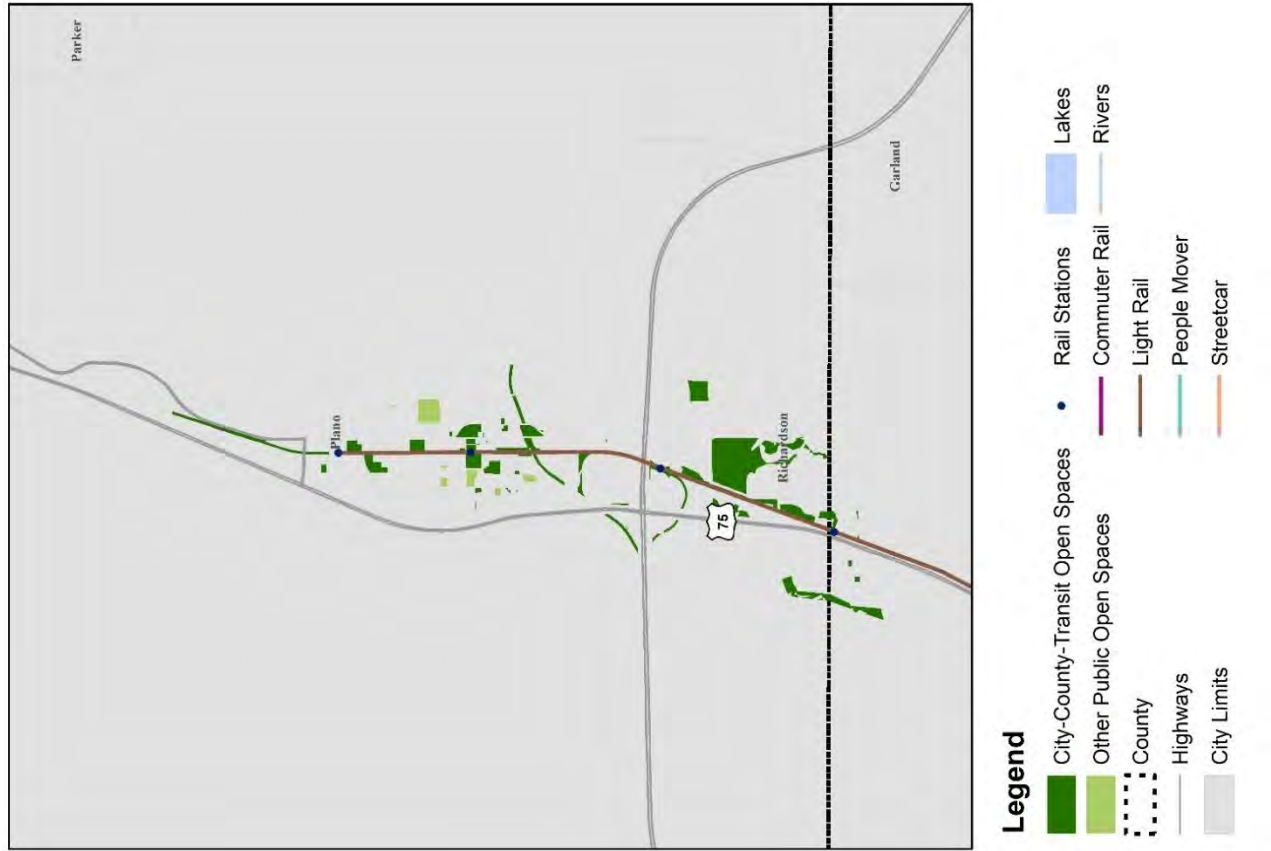 Parker
Plano
75
Richardson
Garland
Legend
City-County-Transit Open Spaces
Other Public Open Spaces
County
Highways
City Limits
Rail Stations
Commuter Rail
Light Rail
People Mover
Streetcar
Lakes
Rivers